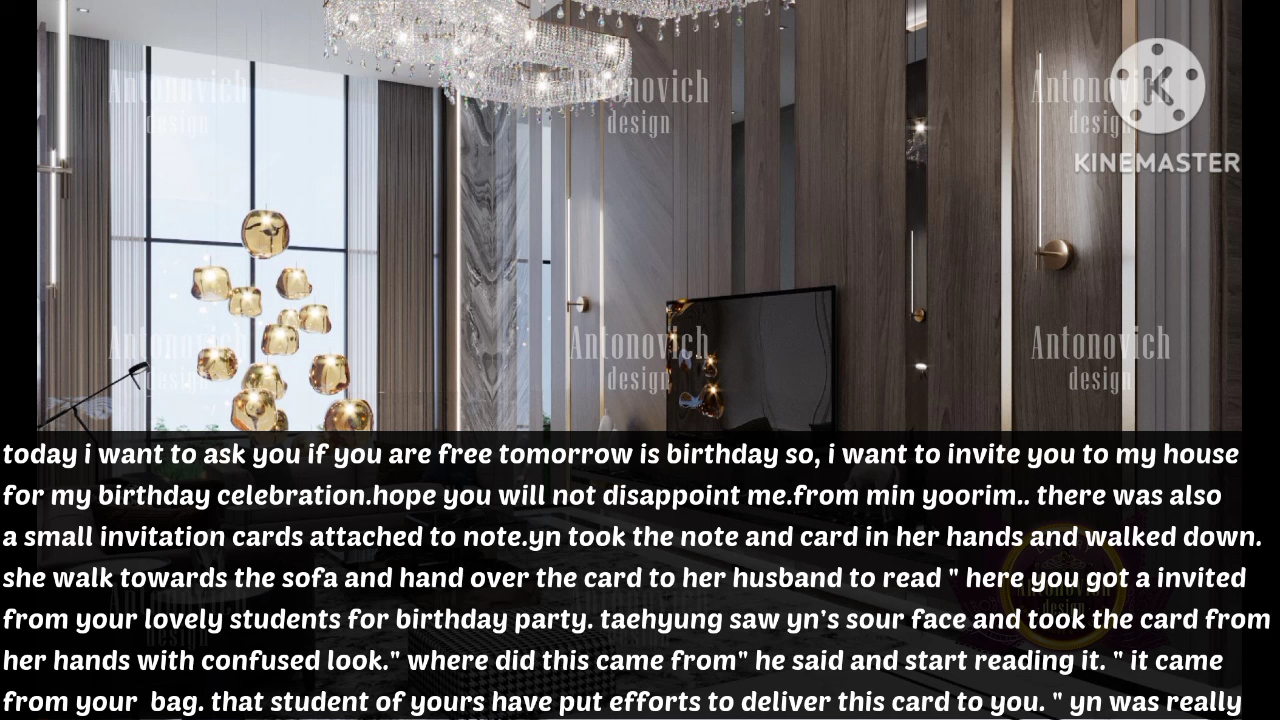 Antonovich
design
Antonovich
design
Antonovich
design
K
KINEMASTER
Antonovich
design
Antonovich
design
Antonovich
design
today i want to ask you if you are free tomorrow is birthday so, i want to invite you to my house
for my birthday celebration.hope you will not disappoint me.from min yoorim.. there was also
a small invitation cards attached to note.yn took the note and card in her hands and walked down.
she walk towards the sofa and hand over the card to her husband to read " here you got a invited
from your lovely students for birthday party. taehyung saw yn's sour face and took the card from
her hands with confused look." where did this came from" he said and start reading it. " it came
from your bag. that student of yours have put efforts to deliver this card to you. " yn was really